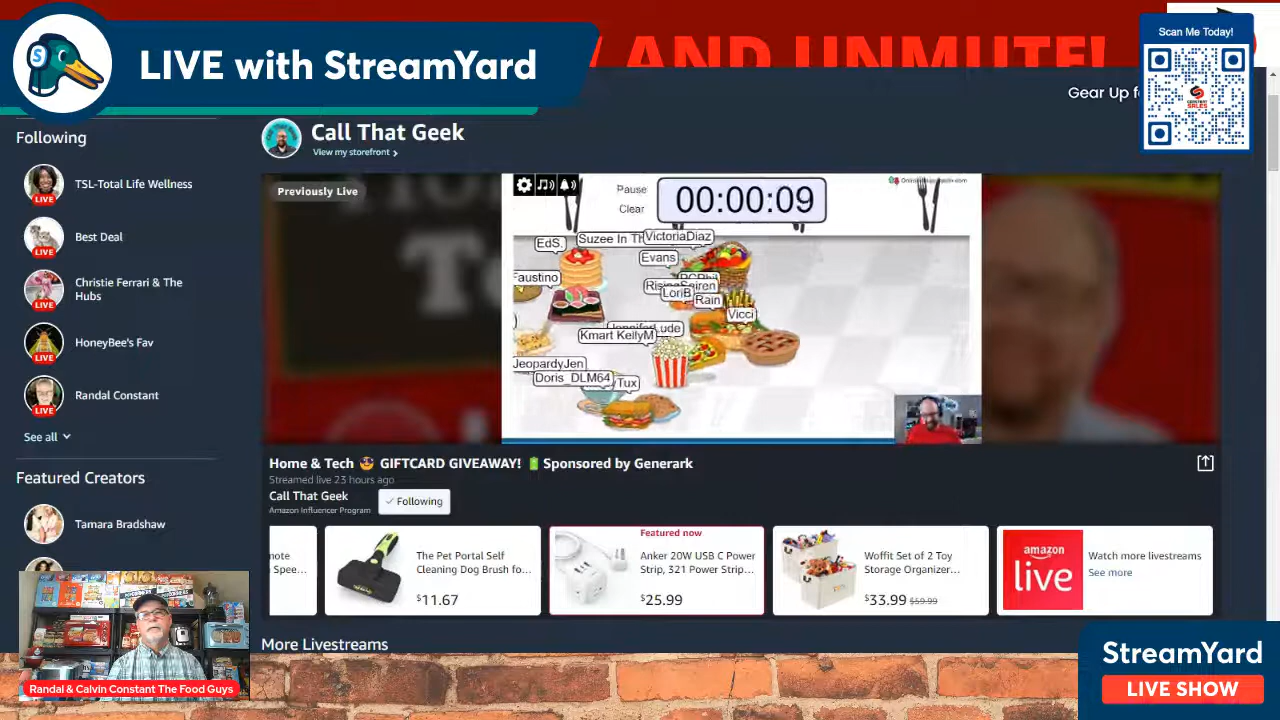 Y AND UNMUTE!
LIVE with StreamYard
S
Scan Me Today!
CONSTANT
SALES
Gear Up fo
Following
TSL-Total Life Wellness
LIVE
Best Deal
LIVE
Christie Ferrari & The
Hubs
LIVE
HoneyBee's Fav
LIVE
Randal Constant
LIVE
See all
Featured Creators
Tamara Bradshaw
Call That Geek
View my storefront
Previously Live
Pause
Clear
00:00:09
EdS.
Suzee In Th
VictoriaDiaz
Evans
Faustino
LoriB
Rain
Vicci
Kmart KellyM
JeopardyJen
Doris_DLM64
Tux
Home & Tech GIFTCARD GIVEAWAY! Sponsored by Generark
Streamed live 23 hours ago
Call That Geek
Amazon Influencer Program
Following
note
Spee...
The Pet Portal Self
Cleaning Dog Brush fo...
$11.67
Featured now
Anker 20W USB C Power
Strip, 321 Power Strip...
$25.99
Woffit Set of 2 Toy
Storage Organizer...
$33.99 $59.99
amazon
live
Watch more livestreams
See more
More Livestreams
Randal & Calvin Constant The Food Guys
StreamYard
LIVE SHOW